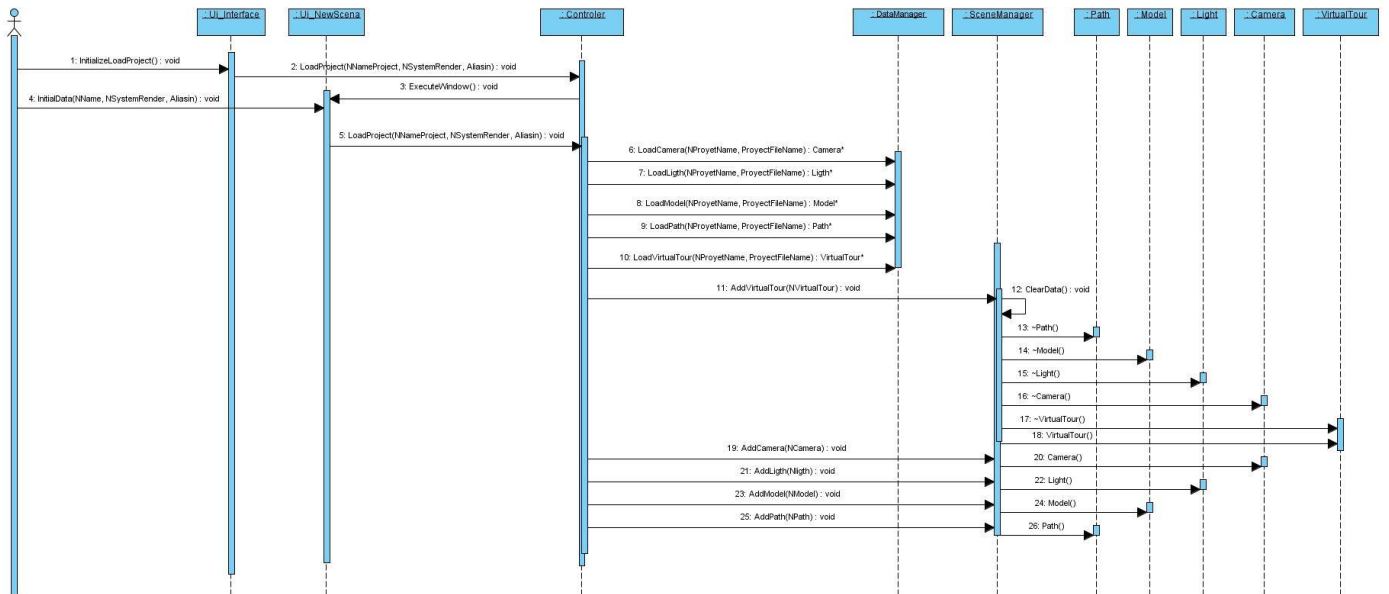 : Ui_Interface
: Ui_NewScena
: Controler
: DataManager
: SceneManager
: Path
: Model
: Light
: Camera
: VirtualTour
1: InitializeLoadProject() : void
2: LoadProject(NNameProject, NSystemRender, Aliasin) : void
3: ExecuteWindow() : void
4: InitialData(NName, NSystemRender, Aliasin) : void
5: LoadProject(NNameProject, NSystemRender, Aliasin) : void
6: LoadCamera(NProyetName, ProyectFileName) : Camera*
7: LoadLigth(NProyetName, ProyectFileName) : Ligth*
8: LoadModel(NProyetName, ProyectFileName) : Model*
9: LoadPath(NProyetName, ProyectFileName) : Path*
10: LoadVirtualTour(NProyetName, ProyectFileName) : VirtualTour*
11: AddVirtualTour(NVirtualTour) : void
12: ClearData() : void
13: ~Path()
14: ~Model()
15: ~Light()
16: ~Camera()
17: ~VirtualTour()
18: VirtualTour()
19: AddCamera(NCamera) : void
20: Camera()
21: AddLigth(Nligth) : void
22: Light()
23: AddModel(NModel) : void
24: Model()
25: AddPath(NPath) : void
26: Path()